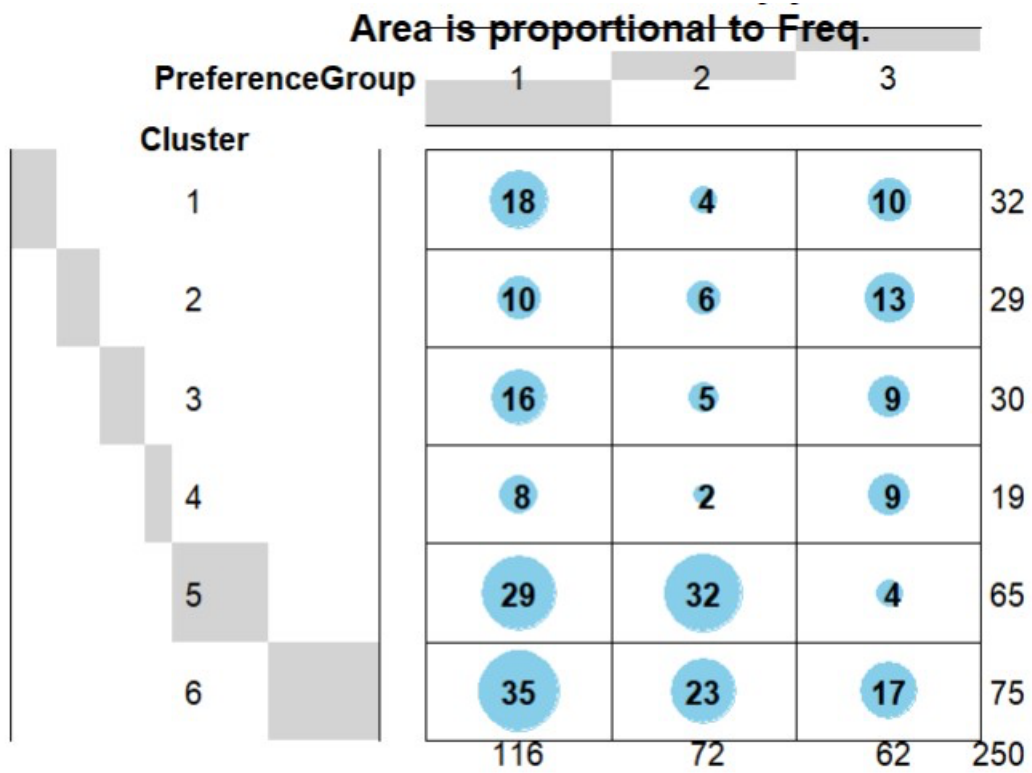 Area is proportional to Freq.
PreferenceGroup 1 2 3
Cluster
1 18 4 10 32
2 10 6 13 29
3 16 5 9 30
4 8 2 9 19
5 29 32 4 65
6 35 23 17 75
116 72 62 250